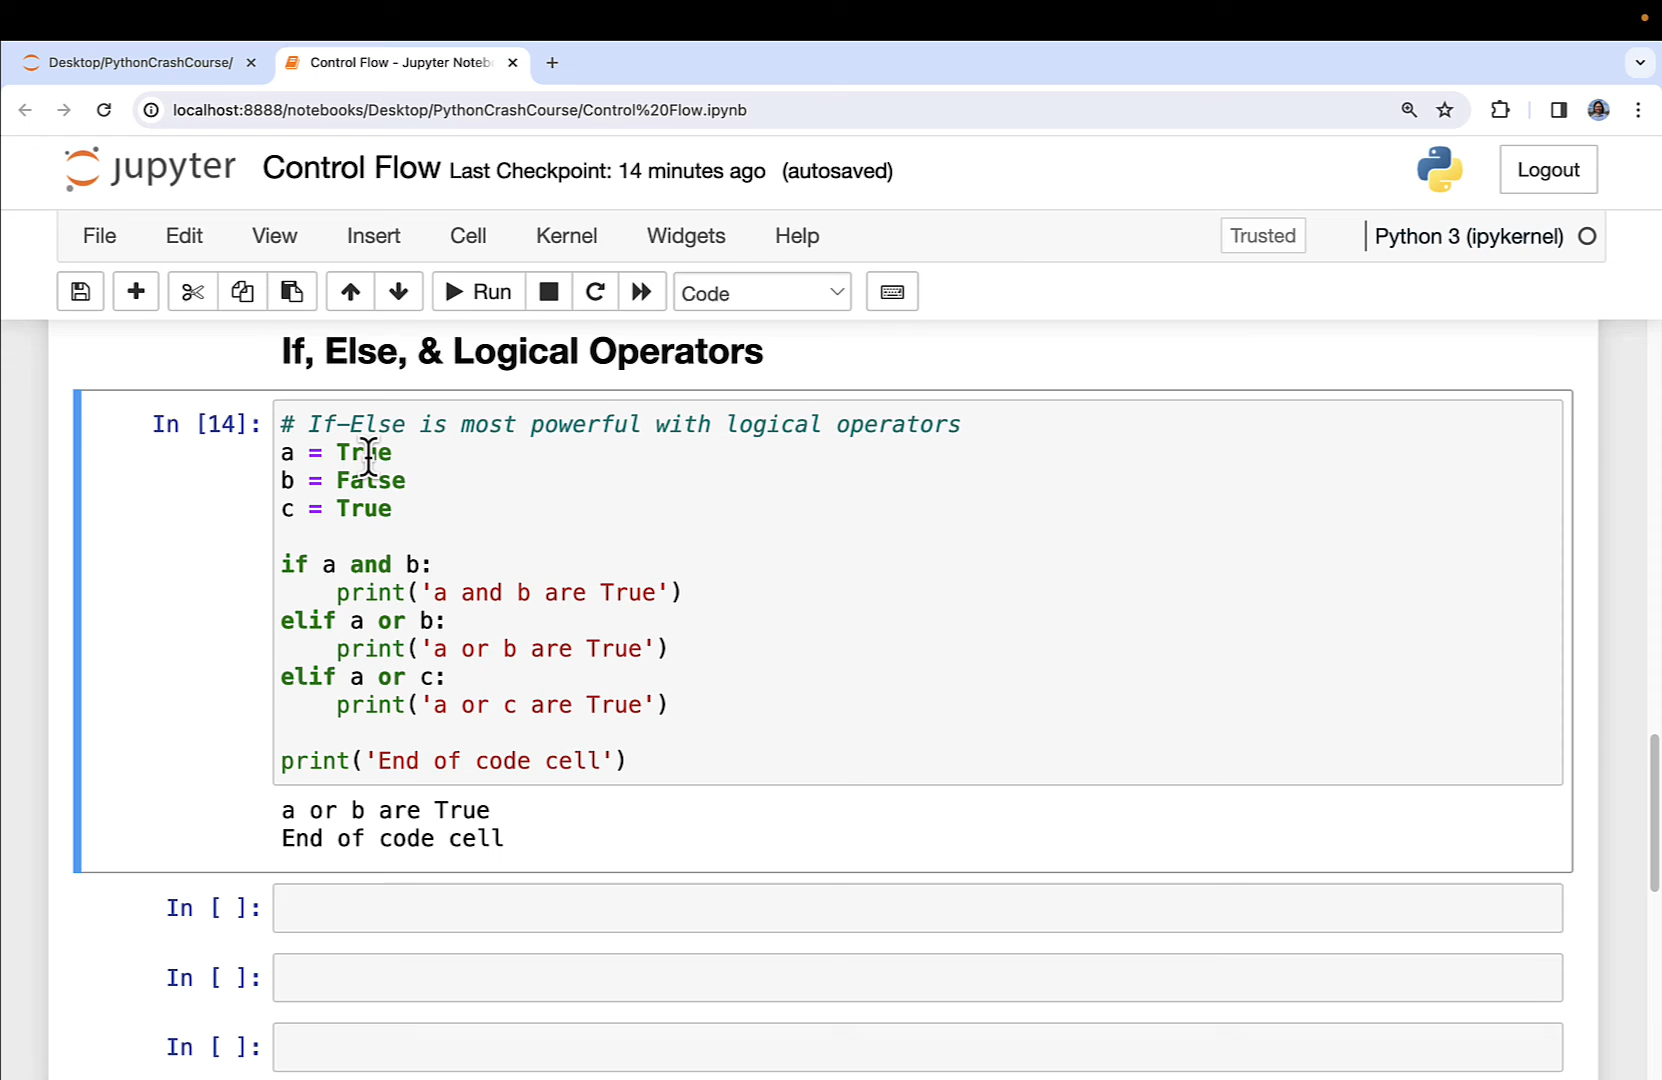 Desktop/PythonCrashCourse/
Control Flow - Jupyter Noteb
localhost:8888/notebooks/Desktop/PythonCrashCourse/Control%20Flow.ipynb
jupyter Control Flow Last Checkpoint: 14 minutes ago (autosaved)
Logout
File Edit View Insert Cell Kernel Widgets Help Trusted Python 3 (ipykernel)
Run Code
If, Else, & Logical Operators
In [14]: # If-Else is most powerful with logical operators
a = True
b = False
c = True
if a and b:
    print('a and b are True')
elif a or b:
    print('a or b are True')
elif a or c:
    print('a or c are True')
print('End of code cell')
a or b are True
End of code cell
In [ ]:
In [ ]:
In [ ]: